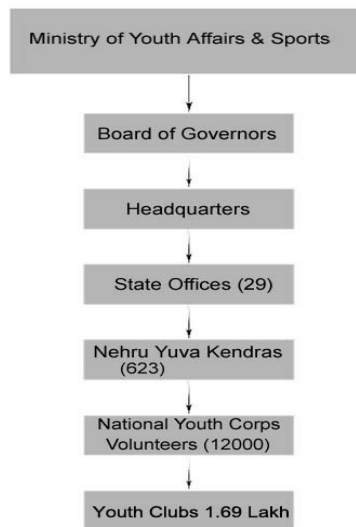 Ministry of Youth Affairs & Sports
Board of Governors
Headquarters
State Offices (29)
Nehru Yuva Kendras
(623)
National Youth Corps
Volunteers (12000)
Youth Clubs 1.69 Lakh